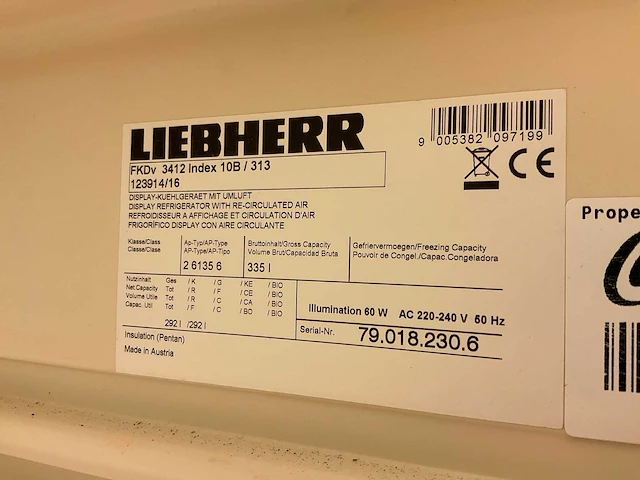 LIEBHERR
9 005382 097199
FKDv 3412 Index 10B / 313
123914/16
CE
DISPLAY-KUEHLGERAET MIT UMLUFT
DISPLAY REFRIGERATOR WITH RE-CIRCULATED AIR
REFROIDISSEUR A AFFICHAGE ET CIRCULATION D'AIR
FRIGORÍFICO DISPLAY CON AIRE CIRCULANTE
Klasse/Class
Classe/Clase
Ap-Typ/AP-Type
AP-Type/AP-Tipo
2 6135 6
Bruttoinhalt/Gross Capacity
Volume Brut/Capacidad Bruta
335 l
Gefriervermoegen/Freezing Capacity
Pouvoir de Congel./Capac.Congeladora
Nutzinhalt Ges / K / G / KE / BIO
Net.Capacity Tot / R / F / CE / BIO
Volume Utile Tot / R / C / CA / BIO
Capac. Util Tot / R / C / BO / BIO
292 l /292 l
Illumination 60 W AC 220-240 V 50 Hz
Serial-Nr. 79.018.230.6
Insulation (Pentan)
Made in Austria
Prope